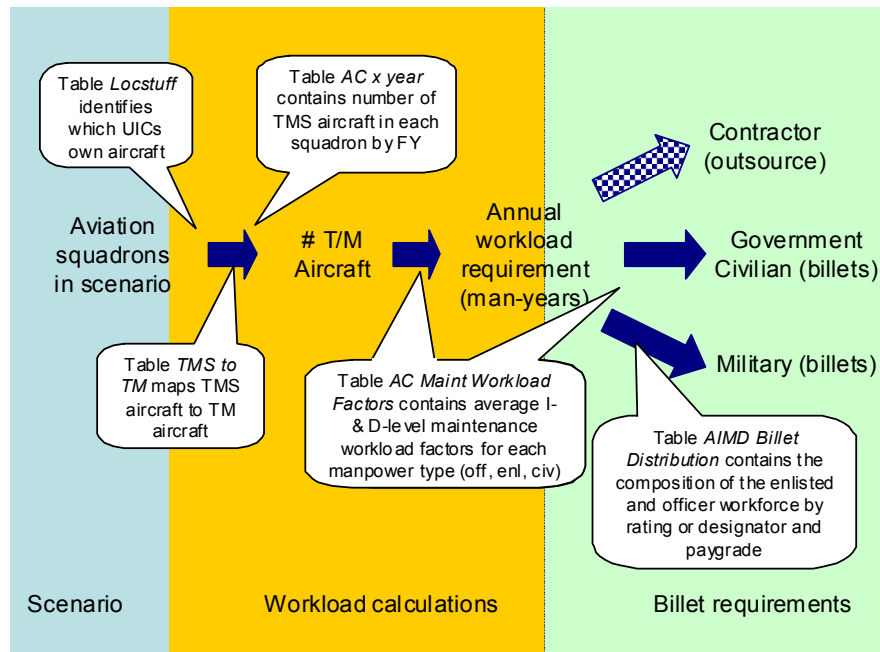 Table Locstuff
identifies
which UICs
own aircraft
Table AC x year
contains number of
TMS aircraft in each
squadron by FY
Contractor
(outsource)
Aviation
squadrons
in scenario
# T/M
Aircraft
Annual
workload
requirement
(man-years)
Government
Civilian (billets)
Military (billets)
Table TMS to
TM maps TMS
aircraft to TM
aircraft
Table AC Maint Workload
Factors contains average I-
& D-level maintenance
workload factors for each
manpower type (off, enl, civ)
Table AIMD Billet
Distribution contains the
composition of the enlisted
and officer workforce by
rating or designator and
paygrade
Scenario
Workload calculations
Billet requirements